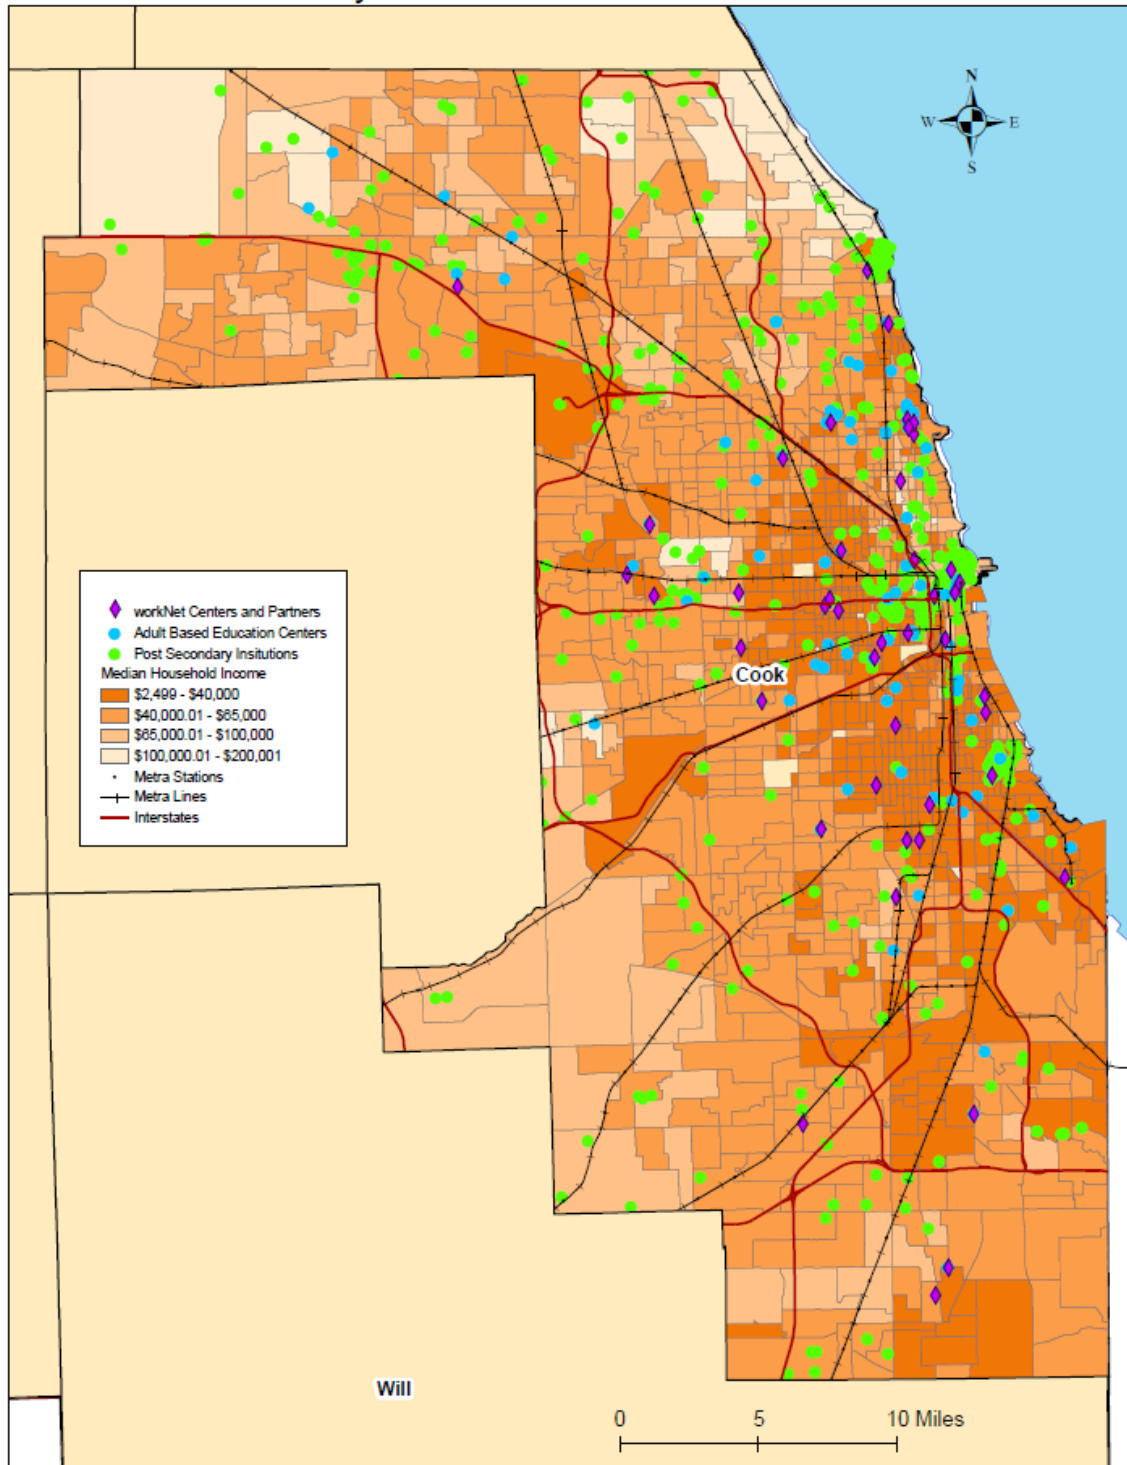 N
W E
S
workNet Centers and Partners
Adult Based Education Centers
Post Secondary Insitutions
Median Household Income
$2,499 - $40,000
$40,000.01 - $65,000
$65,000.01 - $100,000
$100,000.01 - $200,001
Metra Stations
Metra Lines
Interstates
Cook
Will
0 5 10 Miles